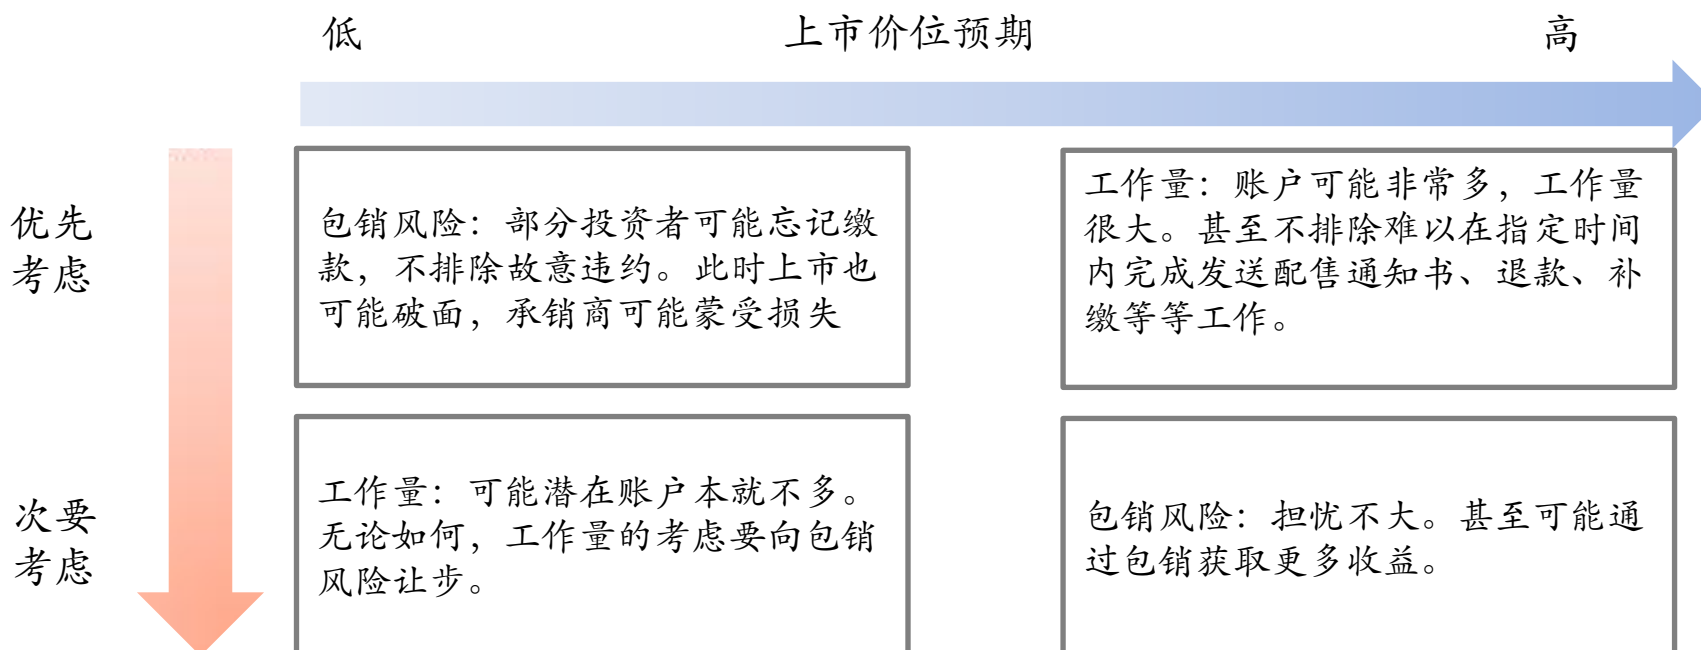 低 上市价位预期 高
优先
考虑
包销风险：部分投资者可能忘记缴
款，不排除故意违约。此时上市也
可能破面，承销商可能蒙受损失
工作量：账户可能非常多，工作量
很大。甚至不排除难以在指定时间
内完成发送配售通知书、退款、补
缴等等工作。
次要
考虑
工作量：可能潜在账户本就不多。
无论如何，工作量的考虑要向包销
风险让步。
包销风险：担忧不大。甚至可能通
过包销获取更多收益。